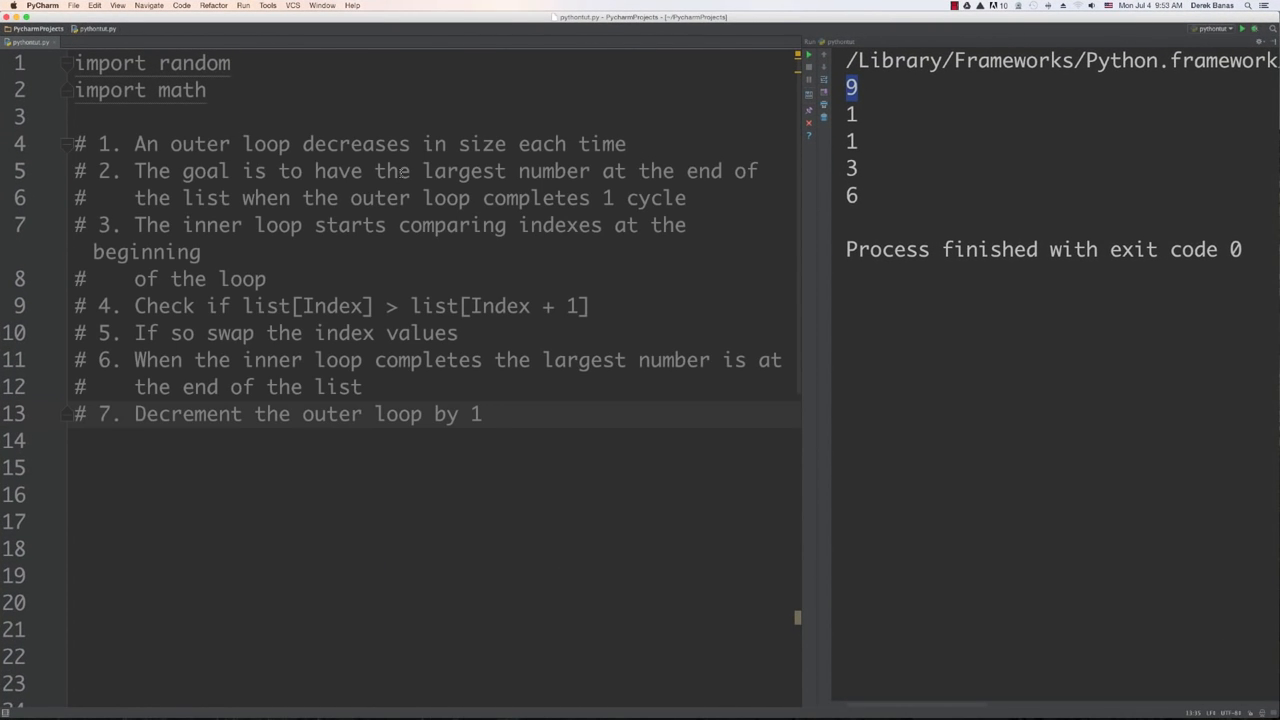 PyCharm File Edit View Navigate Code Refactor Run Tools VCS Window Help
10 Mon Jul 4 9:53 AM Derek Banas
pythontut.py - PycharmProjects - [~/PycharmProjects]
PycharmProjects pythontut.py
pythontut
pythontut.py
Run pythontut
1 import random
2 import math
3
4 # 1. An outer loop decreases in size each time
5 # 2. The goal is to have the largest number at the end of
6 # the list when the outer loop completes 1 cycle
7 # 3. The inner loop starts comparing indexes at the
beginning
8 # of the loop
9 # 4. Check if list[Index] > list[Index + 1]
10 # 5. If so swap the index values
11 # 6. When the inner loop completes the largest number is at
12 # the end of the list
13 # 7. Decrement the outer loop by 1
14
15
16
17
18
19
20
21
22
23
/Library/Frameworks/Python.framework
9
1
1
3
6
Process finished with exit code 0
13:35 LF UTF-8